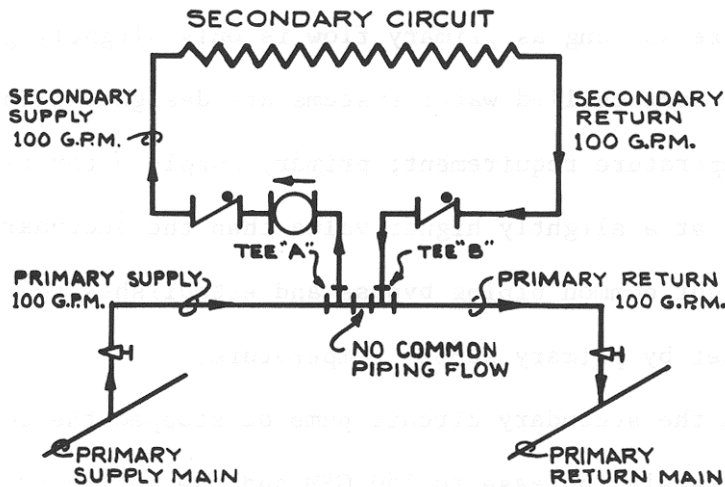 SECONDARY CIRCUIT
SECONDARY
SUPPLY
100 G.P.M.
SECONDARY
RETURN
100 G.P.M.
TEE "A"
TEE "B"
PRIMARY SUPPLY
100 G.P.M.
PRIMARY RETURN
100 G.P.M.
NO COMMON
PIPING FLOW
PRIMARY
SUPPLY MAIN
PRIMARY
RETURN MAIN